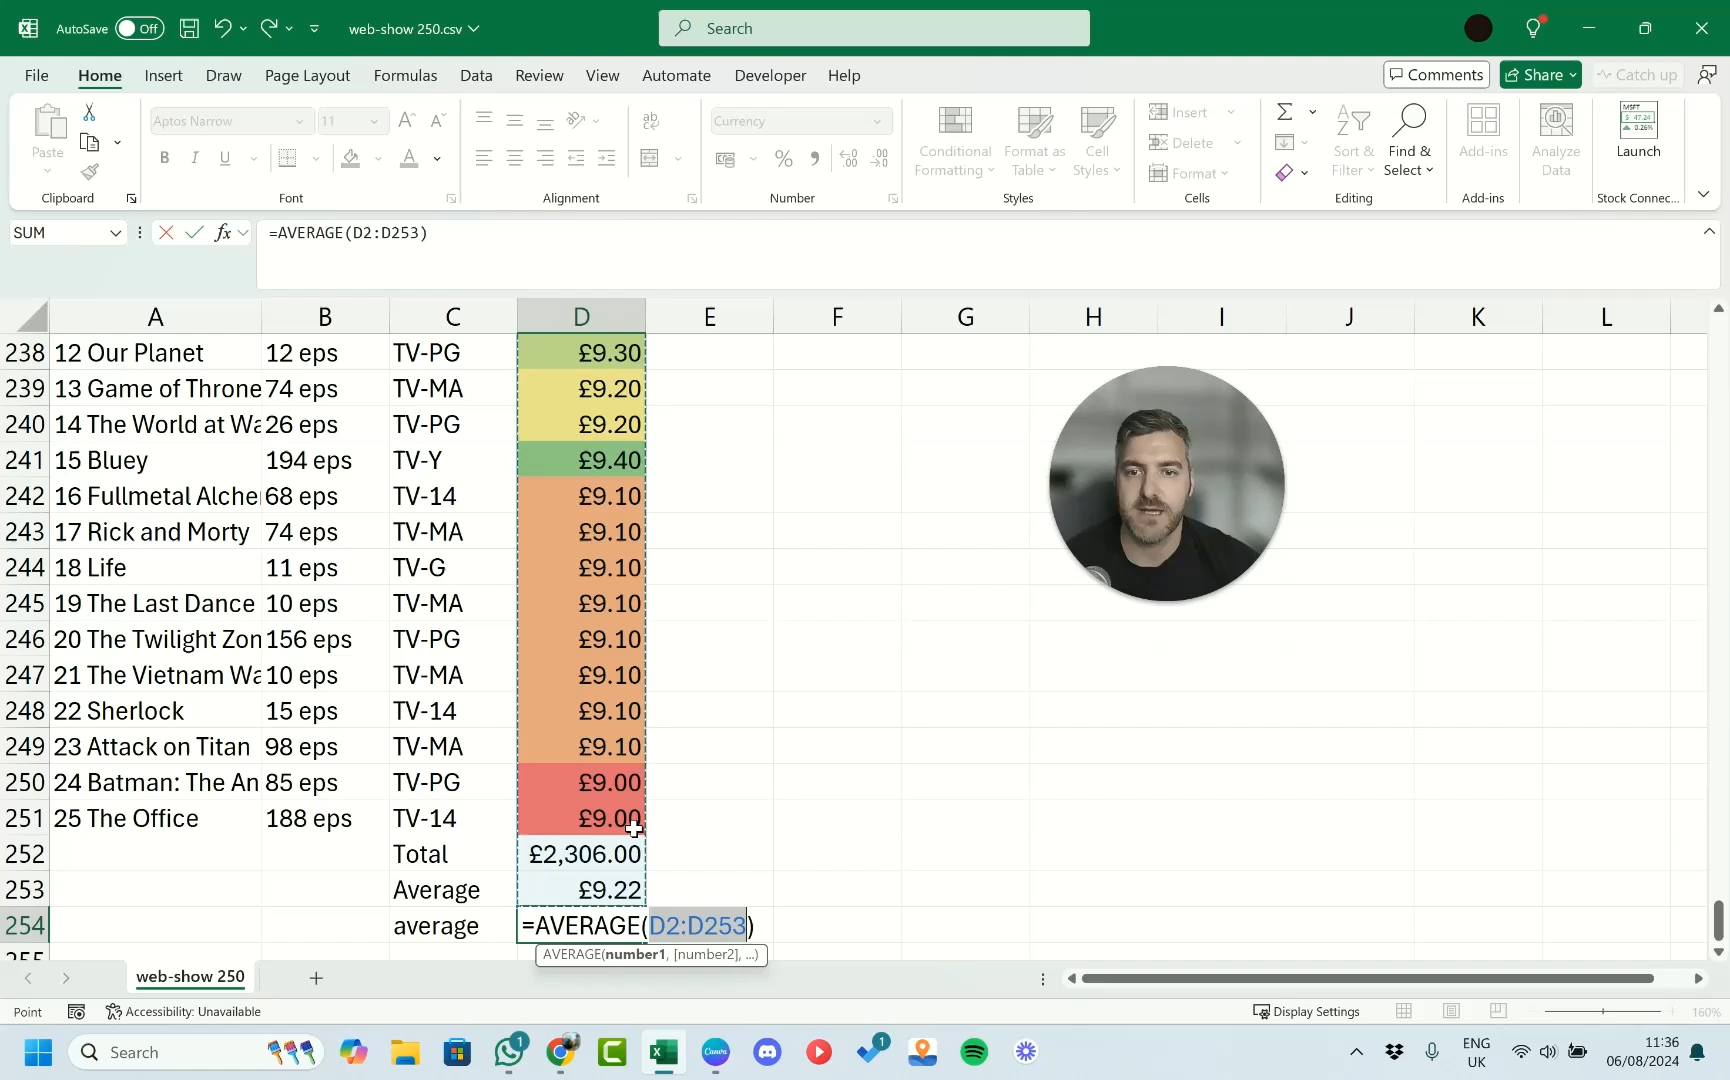 AutoSave Off web-show 250.csv Search
File Home Insert Draw Page Layout Formulas Data Review View Automate Developer Help Comments Share Catch up
Paste
Clipboard
Aptos Narrow 11
B I U
Font
ab
Alignment
Currency
Number
Conditional Formatting
Format as Table
Cell Styles
Styles
Insert
Delete
Format
Cells
Sort & Filter
Find & Select
Editing
Add-ins
Add-ins
Analyze Data
MSFT
$ 47.24
0.26%
Launch
Stock Connec...
SUM fx =AVERAGE(D2:D253)
A B C D E F G H I J K L
238 12 Our Planet 12 eps TV-PG £9.30
239 13 Game of Throne 74 eps TV-MA £9.20
240 14 The World at Wa 26 eps TV-PG £9.20
241 15 Bluey 194 eps TV-Y £9.40
242 16 Fullmetal Alche 68 eps TV-14 £9.10
243 17 Rick and Morty 74 eps TV-MA £9.10
244 18 Life 11 eps TV-G £9.10
245 19 The Last Dance 10 eps TV-MA £9.10
246 20 The Twilight Zon 156 eps TV-PG £9.10
247 21 The Vietnam Wa 10 eps TV-MA £9.10
248 22 Sherlock 15 eps TV-14 £9.10
249 23 Attack on Titan 98 eps TV-MA £9.10
250 24 Batman: The An 85 eps TV-PG £9.00
251 25 The Office 188 eps TV-14 £9.00
252 Total £2,306.00
253 Average £9.22
254 average =AVERAGE(D2:D253)
255 AVERAGE(number1, [number2], ...)
web-show 250
Point Accessibility: Unavailable Display Settings 160%
Search 1 Canva 1 ENG UK 11:36 06/08/2024